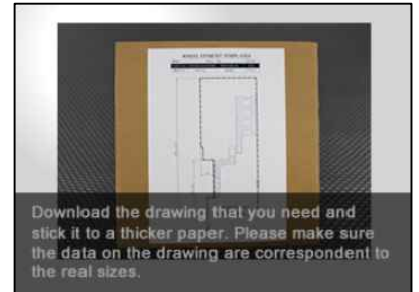 Download the drawing that you need and
stick it to a thicker paper. Please make sure
the data on the drawing are correspondent to
the real sizes.